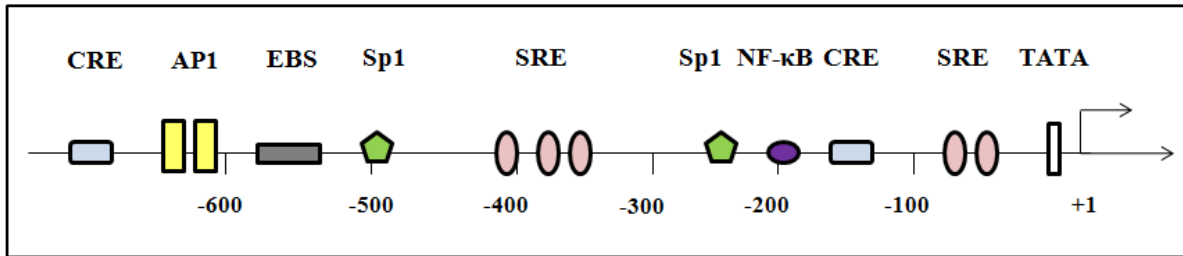 CRE AP1 EBS Sp1 SRE Sp1 NF-κB CRE SRE TATA
-600 -500 -400 -300 -200 -100 +1